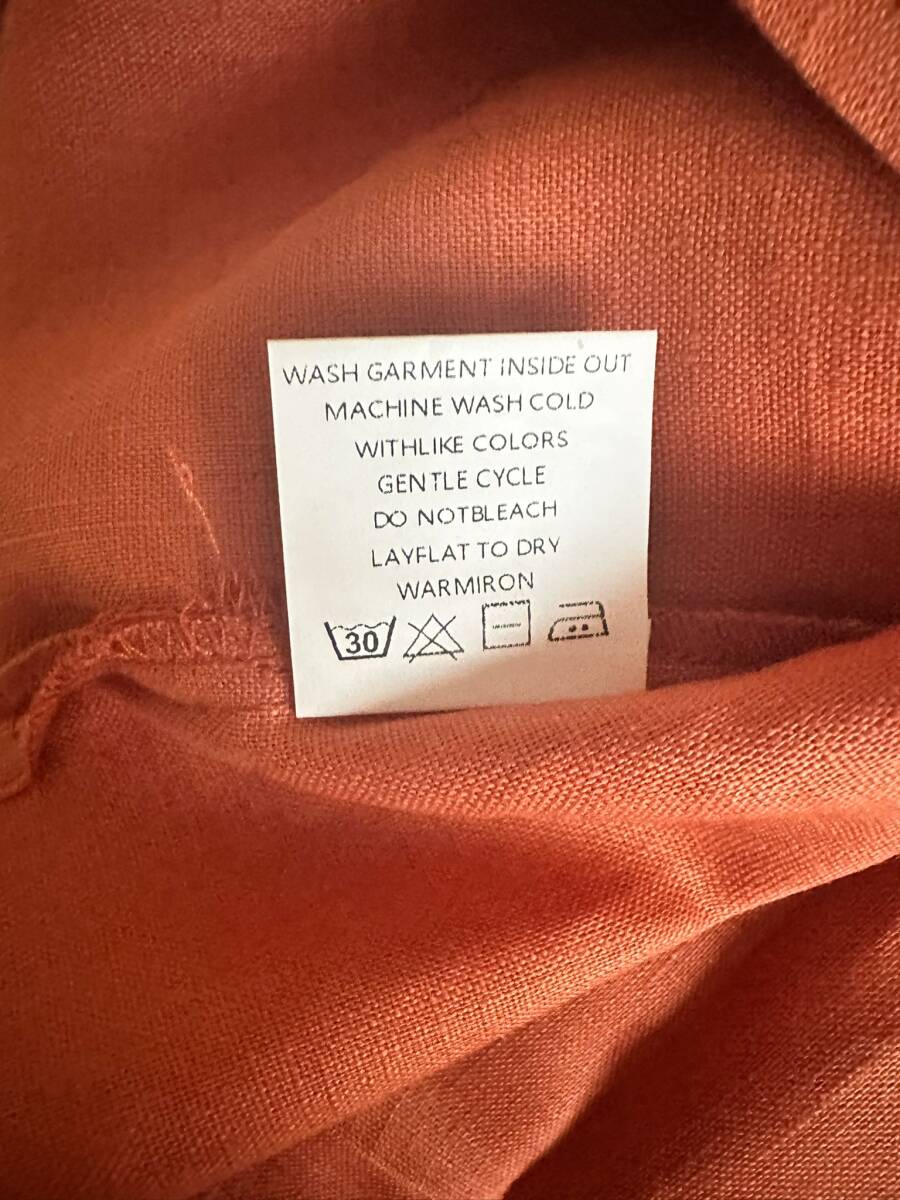 WASH GARMENT INSIDE OUT
MACHINE WASH COLD
WITHLIKE COLORS
GENTLE CYCLE
DO NOTBLEACH
LAYFLAT TO DRY
WARMIRON
30